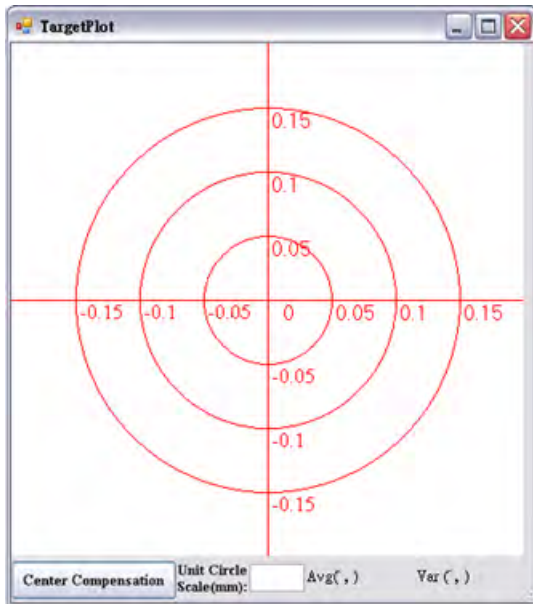 TargetPlot
0.15
0.1
0.05
-0.15 -0.1 -0.05 0 0.05 0.1 0.15
-0.05
-0.1
-0.15
Center Compensation
Unit Circle
Scale(mm):
Avg( , )
Var( , )